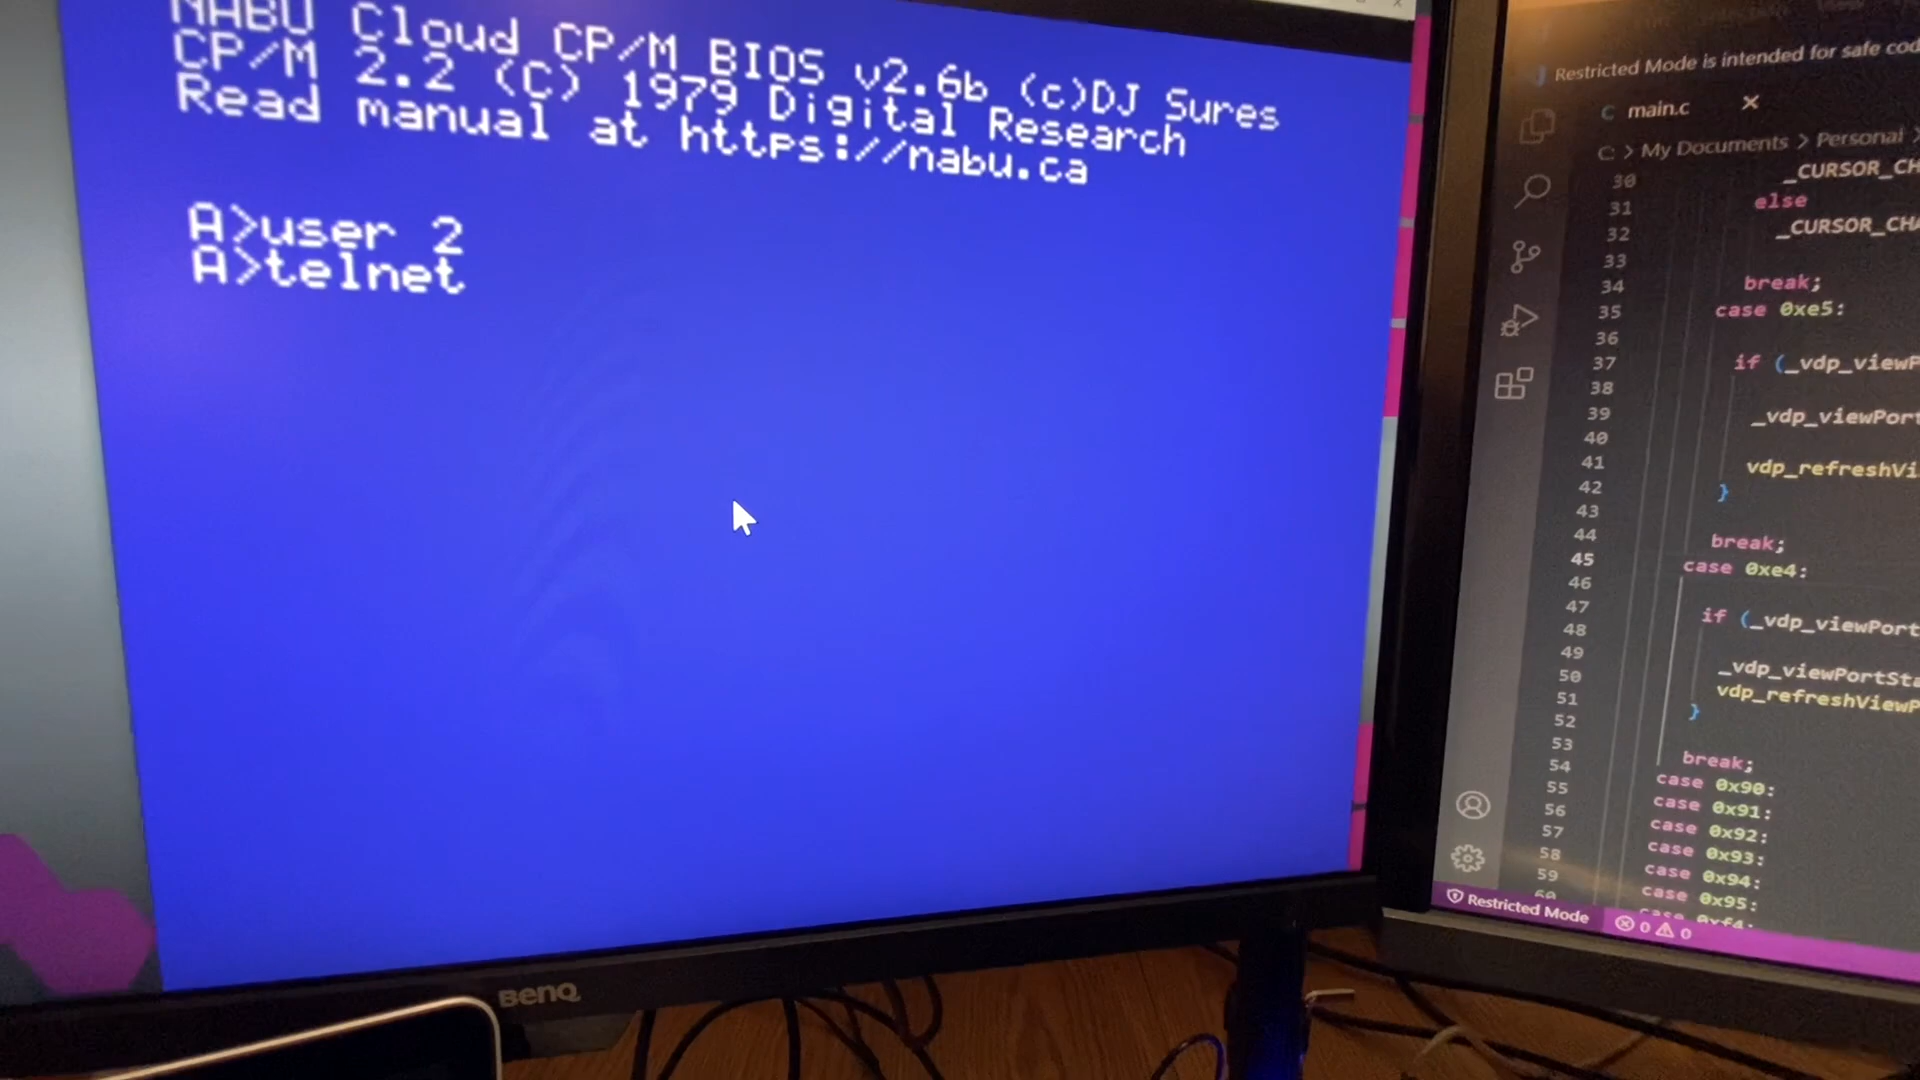 NABU Cloud CP/M BIOS v2.6b (c)DJ Sures
CP/M 2.2 (C) 1979 Digital Research
Read manual at https://nabu.ca
A>user 2
A>telnet
BenQ
Restricted Mode is intended for safe cod
C main.c ×
C: > My Documents > Personal >
30 _CURSOR_CH
31 else
32 _CURSOR_CHA
33
34 break;
35 case 0xe5:
36
37 if (_vdp_viewP
38
39 _vdp_viewPort
40
41 vdp_refreshVi
42 }
43
44 break;
45 case 0xe4:
46
47 if (_vdp_viewPort
48
49 _vdp_viewPortSta
50 vdp_refreshViewP
51 }
52
53 break;
54 case 0x90:
55 case 0x91:
56 case 0x92:
57 case 0x93:
58 case 0x94:
59 case 0x95:
60 case 0xf4:
Restricted Mode 0 0